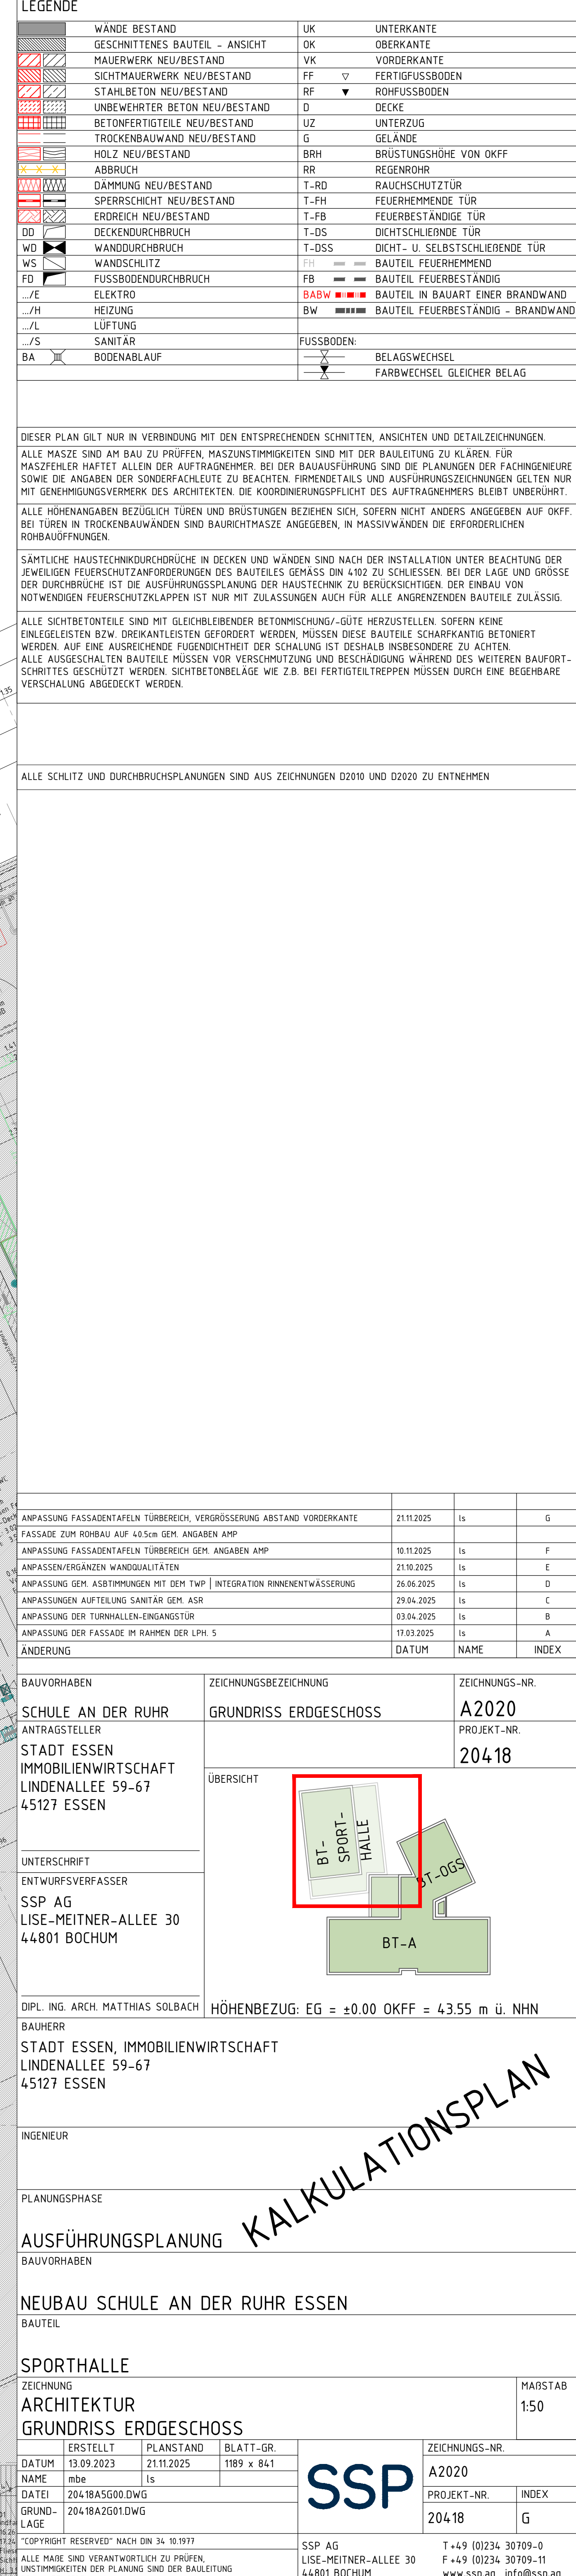 LEGENDE
WÄNDE BESTAND UK UNTERKANTE
GESCHNITTENES BAUTEIL - ANSICHT OK OBERKANTE
MAUERWERK NEU/BESTAND VK VORDERKANTE
SICHTMAUERWERK NEU/BESTAND FF FERTIGFUSSBODEN
STAHLBETON NEU/BESTAND RF ROHFUSSBODEN
UNBEWEHRTER BETON NEU/BESTAND D DECKE
BETONFERTIGTEILE NEU/BESTAND UZ UNTERZUG
TROCKENBAUWAND NEU/BESTAND G GELÄNDE
HOLZ NEU/BESTAND BRH BRÜSTUNGSHÖHE VON OKFF
ABBRUCH RR REGENROHR
DÄMMUNG NEU/BESTAND T-RD RAUCHSCHUTZTÜR
SPERRSCHICHT NEU/BESTAND T-FH FEUERHEMMENDE TÜR
ERDREICH NEU/BESTAND T-FB FEUERBESTÄNDIGE TÜR
DD DECKENDURCHBRUCH T-DS DICHTSCHLIEßNDE TÜR
WD WANDDURCHBRUCH T-DSS DICHT- U. SELBSTSCHLIEßENDE TÜR
WS WANDSCHLITZ FH BAUTEIL FEUERHEMMEND
FD FUSSBODENDURCHBRUCH FB BAUTEIL FEUERBESTÄNDIG
.../E ELEKTRO BABW BAUTEIL IN BAUART EINER BRANDWAND
.../H HEIZUNG BW BAUTEIL FEUERBESTÄNDIG - BRANDWAND
.../L LÜFTUNG
.../S SANITÄR FUSSBODEN:
BA BODENABLAUF BELAGSWECHSEL
FARBWECHSEL GLEICHER BELAG
DIESER PLAN GILT NUR IN VERBINDUNG MIT DEN ENTSPRECHENDEN SCHNITTEN, ANSICHTEN UND DETAILZEICHNUNGEN.
ALLE MASZE SIND AM BAU ZU PRÜFFEN, MASZUNSTIMMIGKEITEN SIND MIT DER BAULEITUNG ZU KLÄREN. FÜR
MASZFEHLER HAFTET ALLEIN DER AUFTRAGNEHMER. BEI DER BAUAUSFÜHRUNG SIND DIE PLANUNGEN DER FACHINGENIEURE
SOWIE DIE ANGABEN DER SONDERFACHLEUTE ZU BEACHTEN. FIRMENDETAILS UND AUSFÜHRUNGSZEICHNUNGEN GELTEN NUR
MIT GENEHMIGUNGSVERMERK DES ARCHITEKTEN. DIE KOORDINIERUNGSPFLICHT DES AUFTRAGNEHMERS BLEIBT UNBERÜHRT.
ALLE HÖHENANGABEN BEZÜGLICH TÜREN UND BRÜSTUNGEN BEZIEHEN SICH, SOFERN NICHT ANDERS ANGEGEBEN AUF OKFF.
BEI TÜREN IN TROCKENBAUWÄNDEN SIND BAURICHTMASZE ANGEGEBEN, IN MASSIVWÄNDEN DIE ERFORDERLICHEN
ROHBAUÖFFNUNGEN.
SÄMTLICHE HAUSTECHNIKDURCHDRÜCHE IN DECKEN UND WÄNDEN SIND NACH DER INSTALLATION UNTER BEACHTUNG DER
JEWEILIGEN FEUERSCHUTZANFORDERUNGEN DES BAUTEILES GEMÄSS DIN 4102 ZU SCHLIESSEN. BEI DER LAGE UND GRÖSSE
DER DURCHBRÜCHE IST DIE AUSFÜHRUNGSSPLANUNG DER HAUSTECHNIK ZU BERÜCKSICHTIGEN. DER EINBAU VON
NOTWENDIGEN FEUERSCHUTZKLAPPEN IST NUR MIT ZULASSUNGEN AUCH FÜR ALLE ANGRENZENDEN BAUTEILE ZULÄSSIG.
ALLE SICHTBETONTEILE SIND MIT GLEICHBLEIBENDER BETONMISCHUNG/-GÜTE HERZUSTELLEN. SOFERN KEINE
EINLEGELEISTEN BZW. DREIKANTLEISTEN GEFORDERT WERDEN, MÜSSEN DIESE BAUTEILE SCHARFKANTIG BETONIERT
WERDEN. AUF EINE AUSREICHENDE FUGENDICHTHEIT DER SCHALUNG IST DESHALB INSBESONDERE ZU ACHTEN.
ALLE AUSGESCHALTEN BAUTEILE MÜSSEN VOR VERSCHMUTZUNG UND BESCHÄDIGUNG WÄHREND DES WEITEREN BAUFORT-
SCHRITTES GESCHÜTZT WERDEN. SICHTBETONBELÄGE WIE Z.B. BEI FERTIGTEILTREPPEN MÜSSEN DURCH EINE BEGEHBARE
VERSCHALUNG ABGEDECKT WERDEN.
1.35
ALLE SCHLITZ UND DURCHBRUCHSPLANUNGEN SIND AUS ZEICHNUNGEN D2010 UND D2020 ZU ENTNEHMEN
1.41
ANPASSUNG FASSADENTAFELN TÜRBEREICH, VERGRÖSSERUNG ABSTAND VORDERKANTE 21.11.2025 ls G
FASSADE ZUM ROHBAU AUF 40.5cm GEM. ANGABEN AMP
ANPASSUNG FASSADENTAFELN TÜRBEREICH GEM. ANGABEN AMP 10.11.2025 ls F
ANPASSEN/ERGÄNZEN WANDQUALITÄTEN 21.10.2025 ls E
ANPASSUNG GEM. ASBTIMMUNGEN MIT DEM TWP | INTEGRATION RINNENENTWÄSSERUNG 26.06.2025 ls D
ANPASSUNGEN AUFTEILUNG SANITÄR GEM. ASR 29.04.2025 ls C
ANPASSUNG DER TURNHALLEN-EINGANGSTÜR 03.04.2025 ls B
ANPASSUNG DER FASSADE IM RAHMEN DER LPH. 5 17.03.2025 ls A
ÄNDERUNG DATUM NAME INDEX
BAUVORHABEN ZEICHNUNGSBEZEICHNUNG ZEICHNUNGS-NR.
SCHULE AN DER RUHR GRUNDRISS ERDGESCHOSS A2020
ANTRAGSTELLER PROJEKT-NR.
STADT ESSEN 20418
IMMOBILIENWIRTSCHAFT
LINDENALLEE 59-67
45127 ESSEN
ÜBERSICHT
BT-
SPORT-
HALLE
BT-OGS
BT-A
UNTERSCHRIFT
ENTWURFSVERFASSER
SSP AG
LISE-MEITNER-ALLEE 30
44801 BOCHUM
DIPL. ING. ARCH. MATTHIAS SOLBACH
HÖHENBEZUG: EG = ±0.00 OKFF = 43.55 m ü. NHN
BAUHERR
STADT ESSEN, IMMOBILIENWIRTSCHAFT
LINDENALLEE 59-67
45127 ESSEN
KALKULATIONSPLAN
INGENIEUR
PLANUNGSPHASE
AUSFÜHRUNGSPLANUNG
BAUVORHABEN
NEUBAU SCHULE AN DER RUHR ESSEN
BAUTEIL
SPORTHALLE
ZEICHNUNG MAßSTAB
ARCHITEKTUR 1:50
GRUNDRISS ERDGESCHOSS
ERSTELLT PLANSTAND BLATT-GR. ZEICHNUNGS-NR.
DATUM 13.09.2023 21.11.2025 1189 x 841 A2020
NAME mbe ls
DATEI 20418A5G00.DWG PROJEKT-NR. INDEX
GRUND- 20418A2G01.DWG 20418 G
LAGE
SSP
"COPYRIGHT RESERVED" NACH DIN 34 10.1977
ALLE MAßE SIND VERANTWORTLICH ZU PRÜFEN,
UNSTIMMIGKEITEN DER PLANUNG SIND DER BAULEITUNG
SSP AG T +49 (0)234 30709-0
LISE-MEITNER-ALLEE 30 F +49 (0)234 30709-11
44801 BOCHUM www.ssp.ag info@ssp.ag